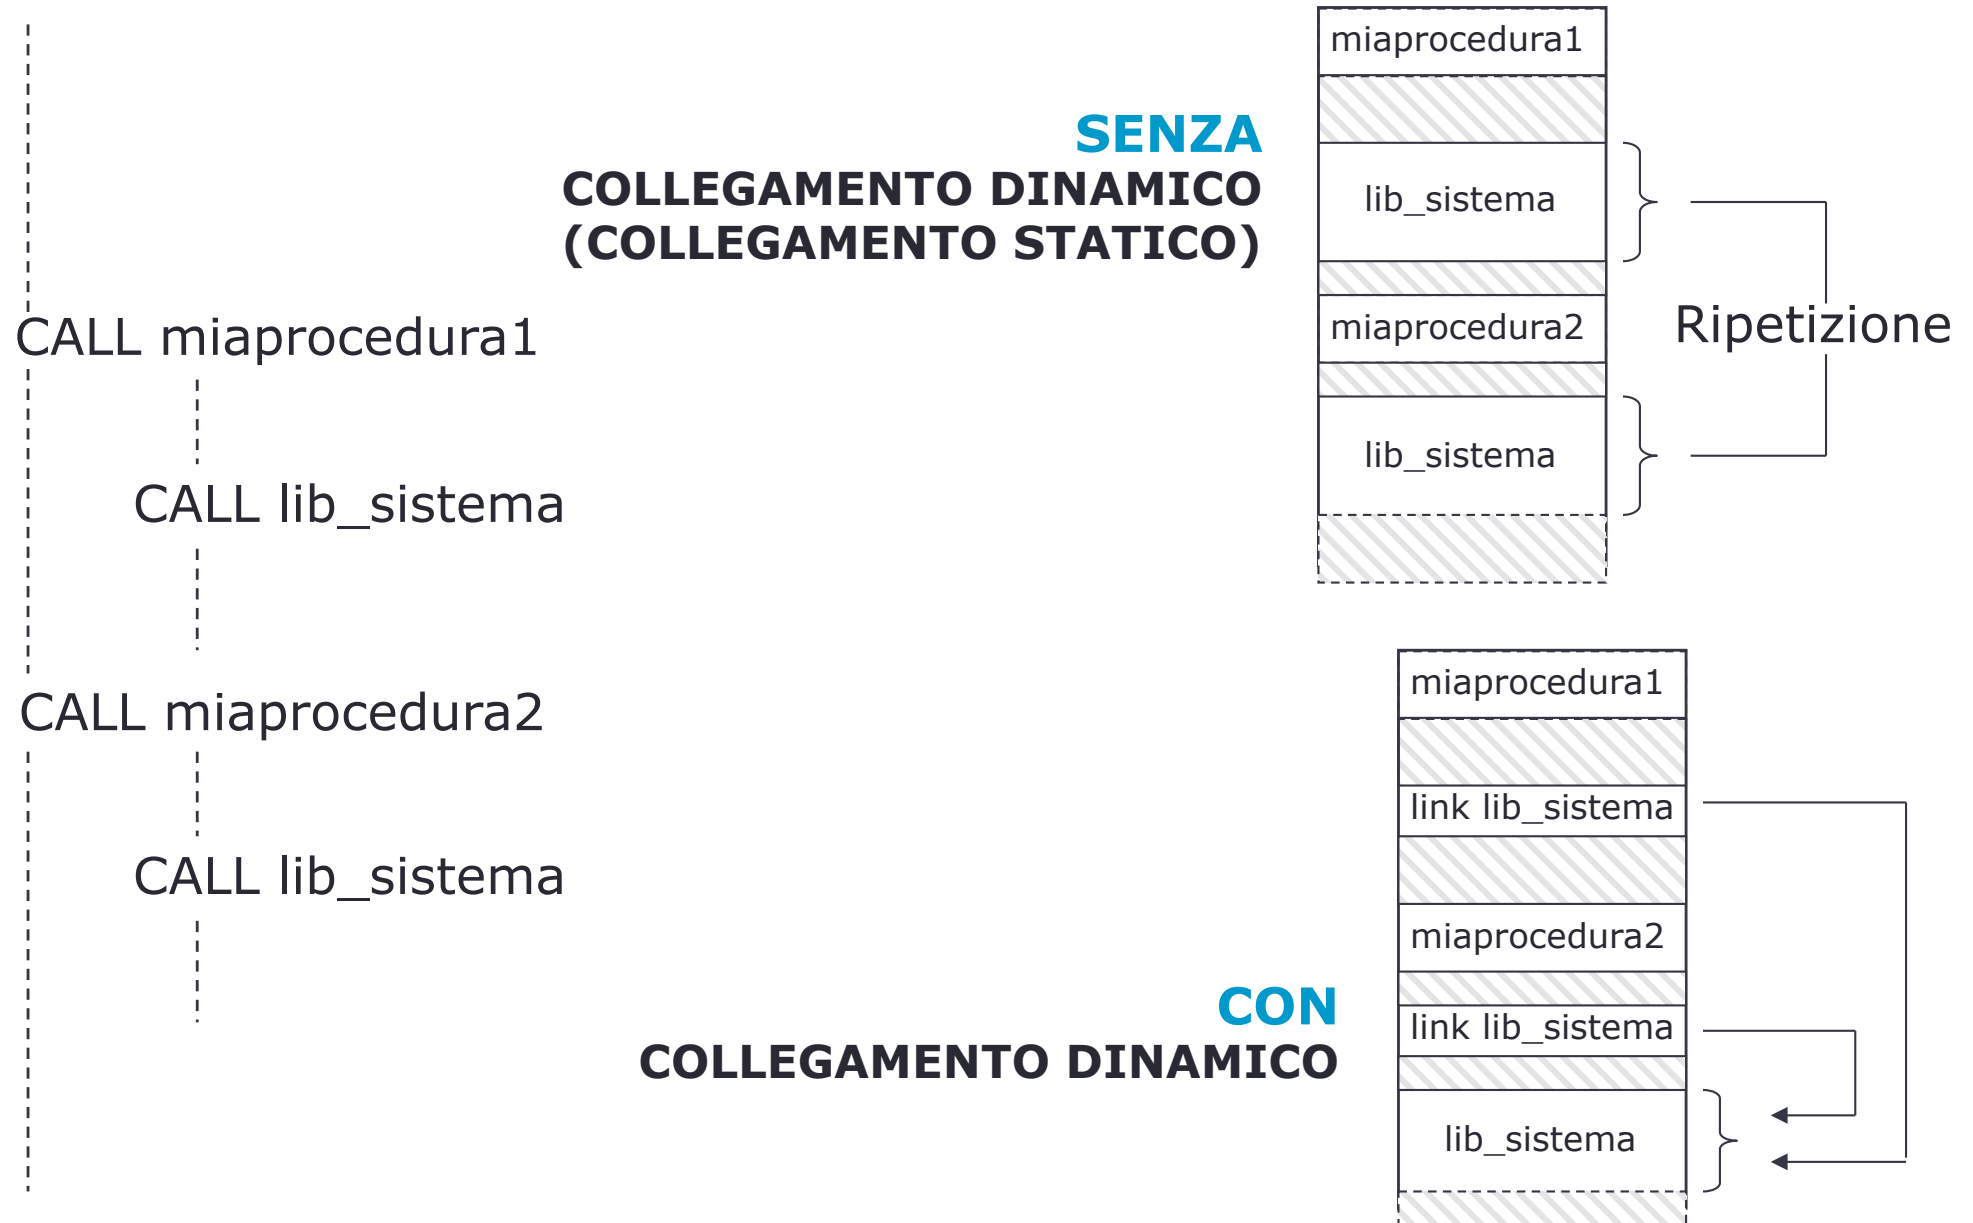 CALL miaprocedura1
CALL lib_sistema
CALL miaprocedura2
CALL lib_sistema
SENZA
COLLEGAMENTO DINAMICO
(COLLEGAMENTO STATICO)
miaprocedura1
lib_sistema
miaprocedura2
lib_sistema
Ripetizione
CON
COLLEGAMENTO DINAMICO
miaprocedura1
link lib_sistema
miaprocedura2
link lib_sistema
lib_sistema